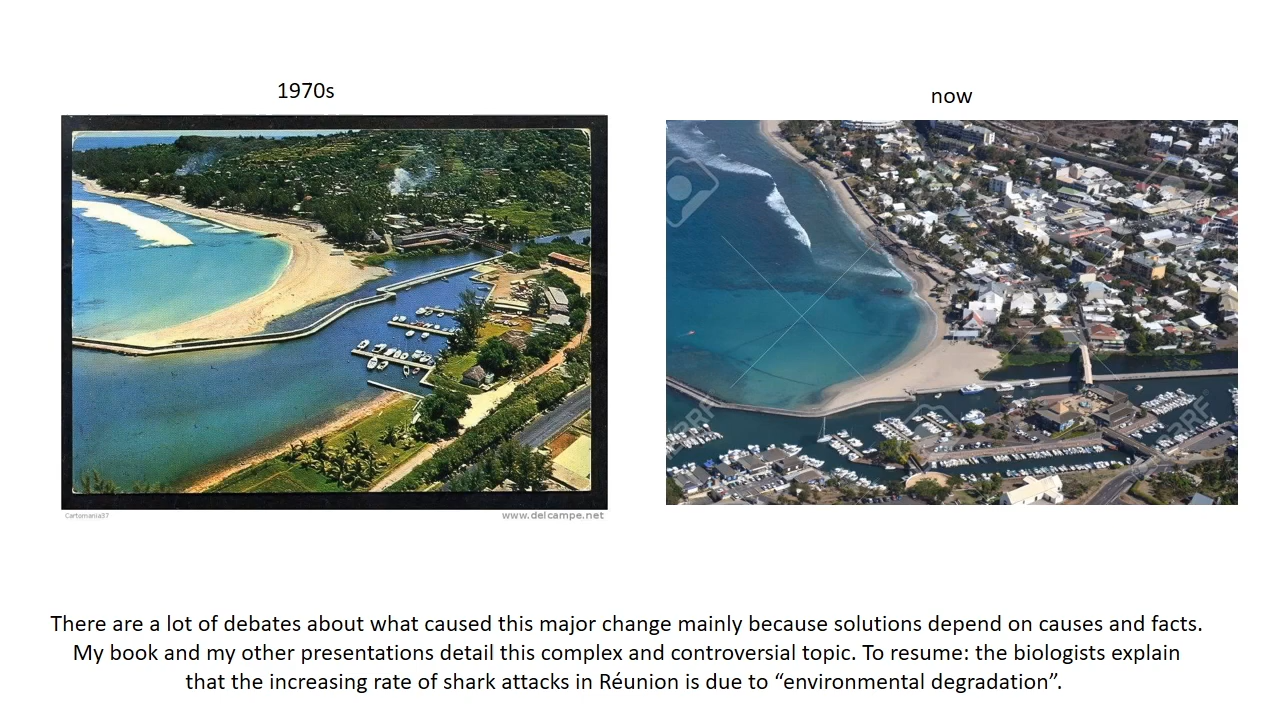 1970s
now
Cartomania37
www.delcampe.net
There are a lot of debates about what caused this major change mainly because solutions depend on causes and facts.
My book and my other presentations detail this complex and controversial topic. To resume: the biologists explain
that the increasing rate of shark attacks in Réunion is due to “environmental degradation”.